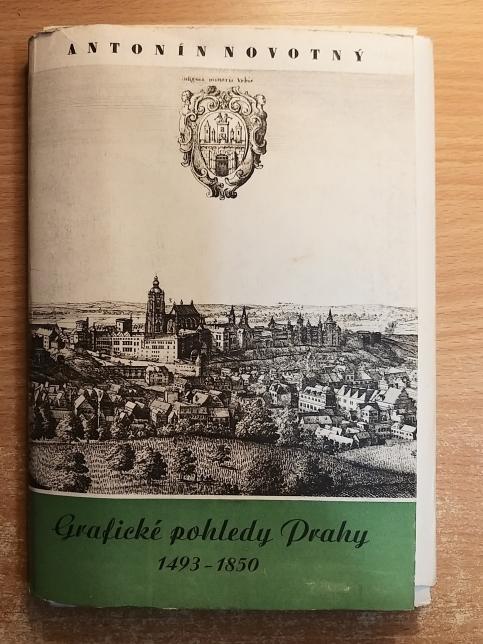 ANTONÍN NOVOTNÝ
Grafické pohledy Prahy
1493-1850